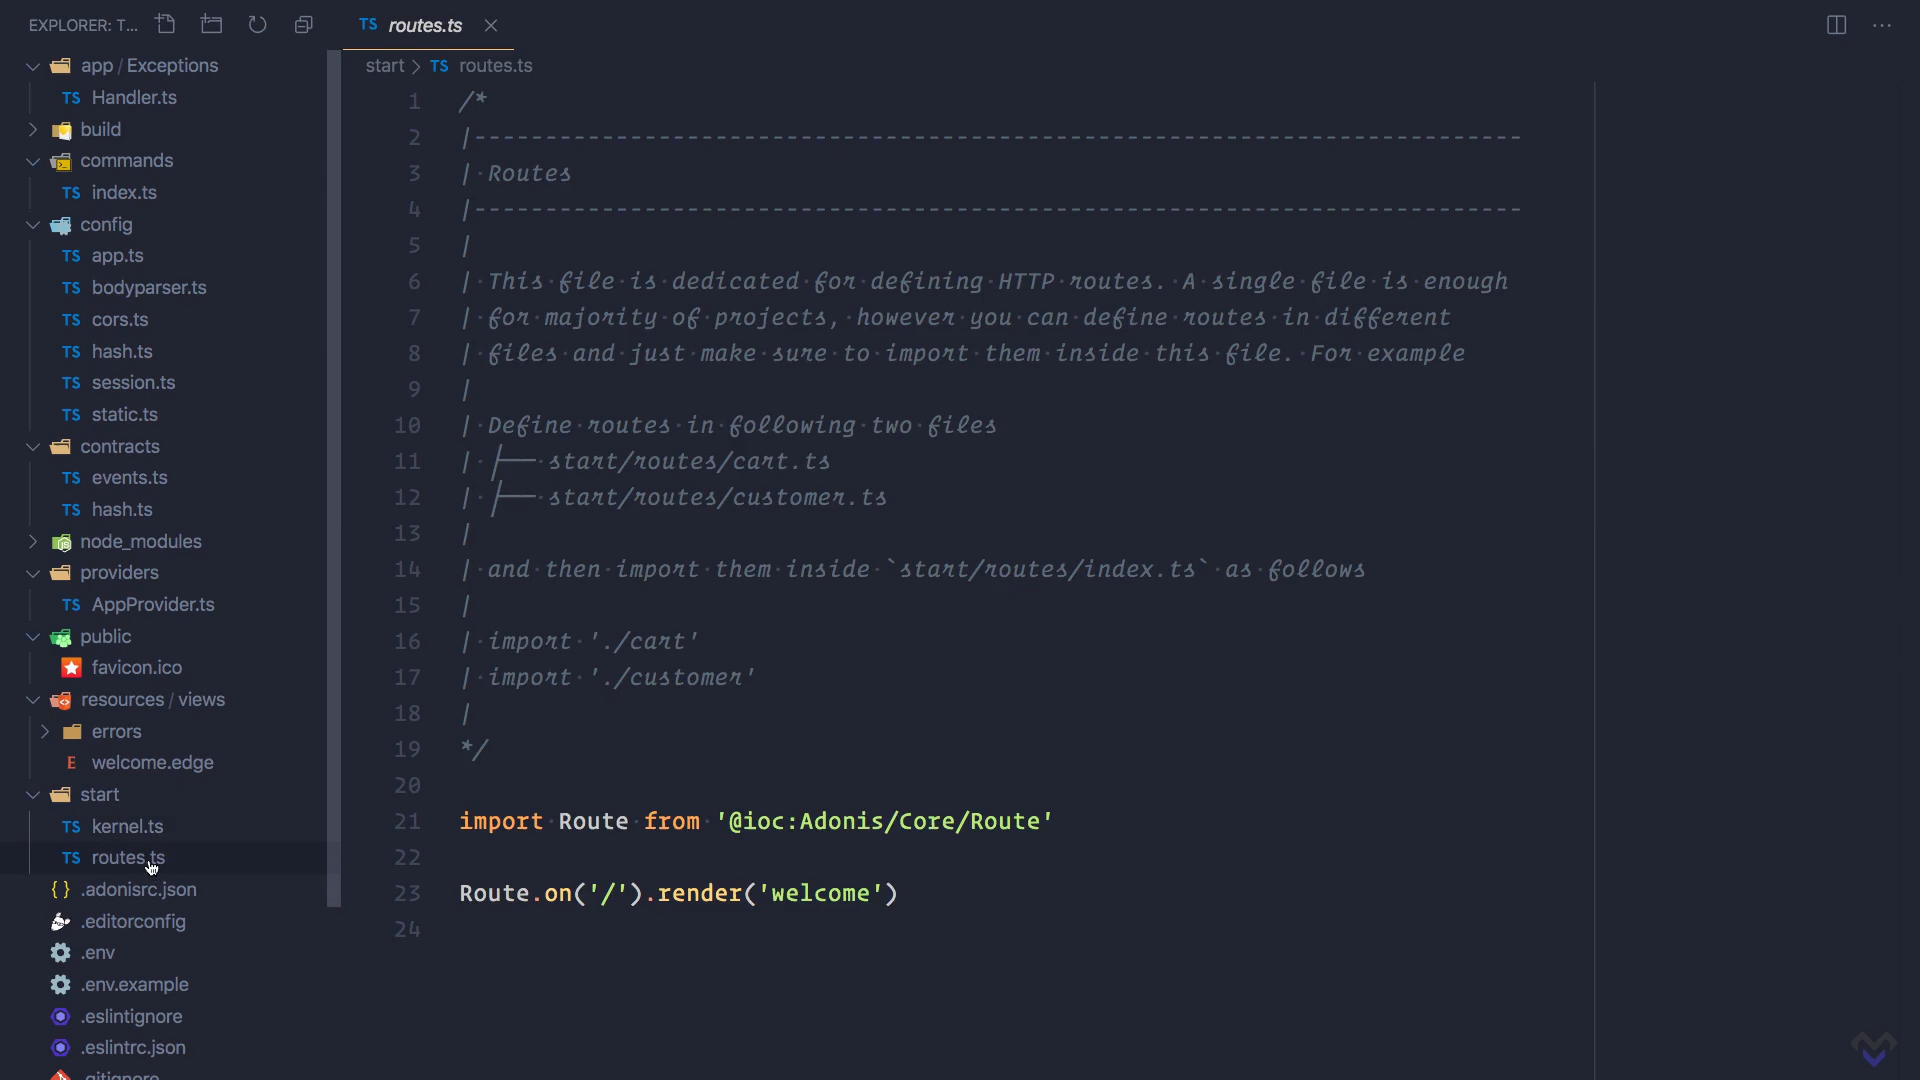 EXPLORER: T...
TS routes.ts
start > TS routes.ts
app / Exceptions
TS Handler.ts
build
commands
TS index.ts
config
TS app.ts
TS bodyparser.ts
TS cors.ts
TS hash.ts
TS session.ts
TS static.ts
contracts
TS events.ts
TS hash.ts
node_modules
providers
TS AppProvider.ts
public
favicon.ico
resources / views
errors
E welcome.edge
start
TS kernel.ts
TS routes.ts
{ } .adonisrc.json
.editorconfig
.env
.env.example
.eslintignore
.eslintrc.json
.gitignore
1 /*
2 |--------------------------------------------------------------------------
3 | Routes
4 |--------------------------------------------------------------------------
5 |
6 | This file is dedicated for defining HTTP routes. A single file is enough
7 | for majority of projects, however you can define routes in different
8 | files and just make sure to import them inside this file. For example
9 |
10 | Define routes in following two files
11 | ├── start/routes/cart.ts
12 | ├── start/routes/customer.ts
13 |
14 | and then import them inside `start/routes/index.ts` as follows
15 |
16 | import './cart'
17 | import './customer'
18 |
19 */
20
21 import Route from '@ioc:Adonis/Core/Route'
22
23 Route.on('/').render('welcome')
24